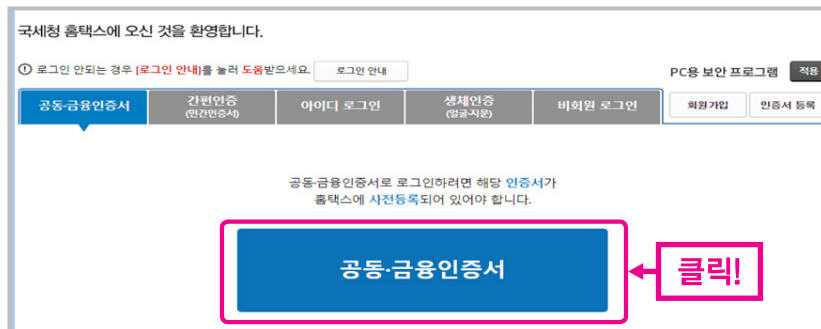 국세청 홈택스에 오신 것을 환영합니다.
로그인 안되는 경우 [로그인 안내]를 눌러 도움받으세요. 로그인 안내
PC용 보안 프로그램 적용
공동·금융인증서 간편인증 (민간인증서) 아이디 로그인 생체인증 (얼굴·지문) 비회원 로그인 회원가입 인증서 등록
공동·금융인증서로 로그인하려면 해당 인증서가
홈택스에 사전등록되어 있어야 합니다.
공동·금융인증서
클릭!